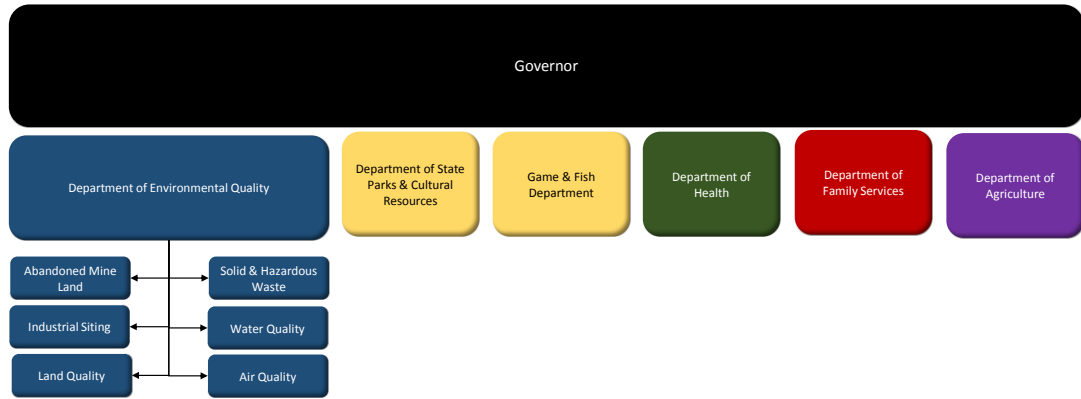 Governor
Department of Environmental Quality
Department of State
Parks & Cultural
Resources
Game & Fish
Department
Department of
Health
Department of
Family Services
Department of
Agriculture
Abandoned Mine
Land
Solid & Hazardous
Waste
Industrial Siting
Water Quality
Land Quality
Air Quality